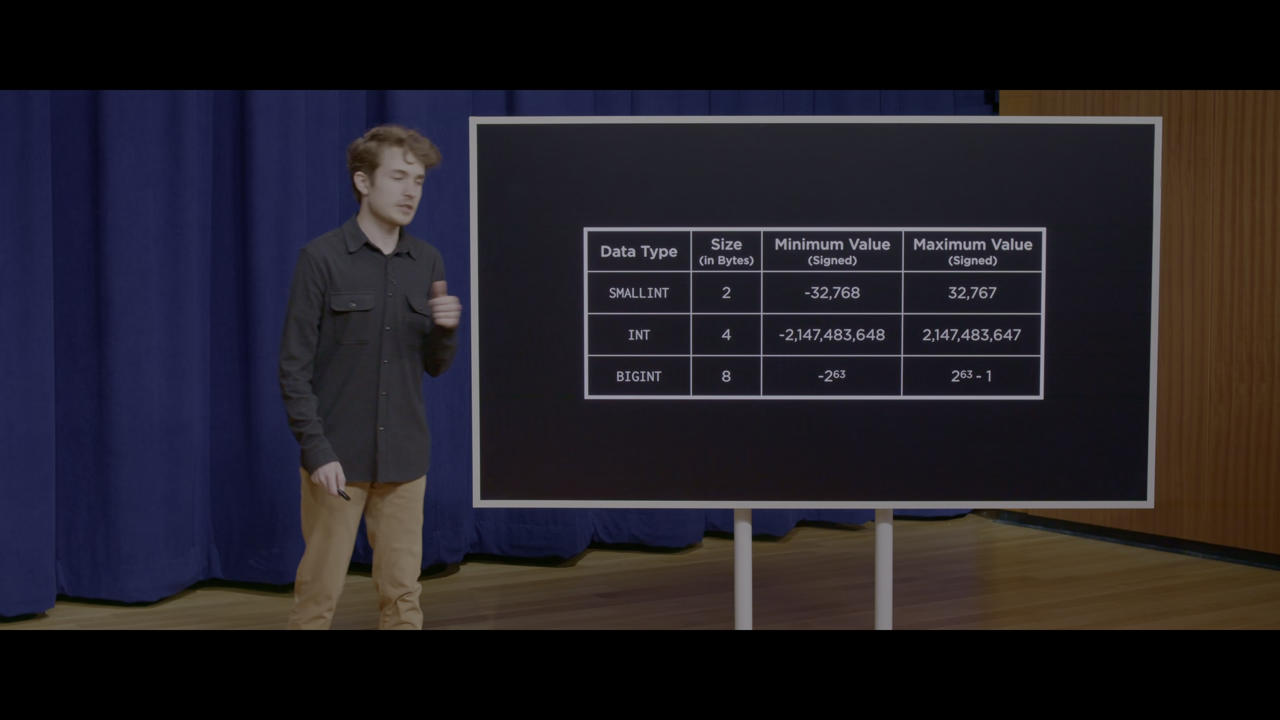 Data Type Size (in Bytes) Minimum Value (Signed) Maximum Value (Signed)
SMALLINT 2 -32,768 32,767
INT 4 -2,147,483,648 2,147,483,647
BIGINT 8 -2⁶³ 2⁶³ - 1